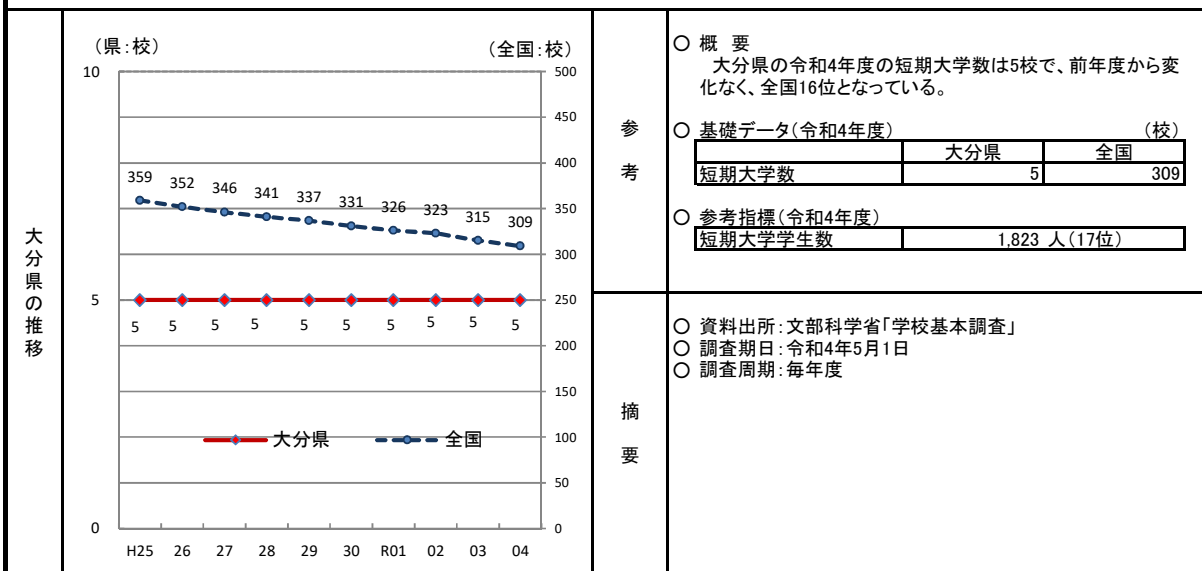 大分県の推移
（県：校）
（全国：校）
10
5
0
500
450
400
350
300
250
200
150
100
50
0
359 352 346 341 337 331 326 323 315 309
5 5 5 5 5 5 5 5 5 5
大分県 全国
H25 26 27 28 29 30 R01 02 03 04
参考
○ 概 要
大分県の令和4年度の短期大学数は5校で、前年度から変
化なく、全国16位となっている。
○ 基礎データ（令和4年度） （校）
大分県 全国
短期大学数 5 309
○ 参考指標（令和4年度）
短期大学学生数 1,823 人（17位）
摘要
○ 資料出所：文部科学省「学校基本調査」
○ 調査期日：令和4年5月1日
○ 調査周期：毎年度